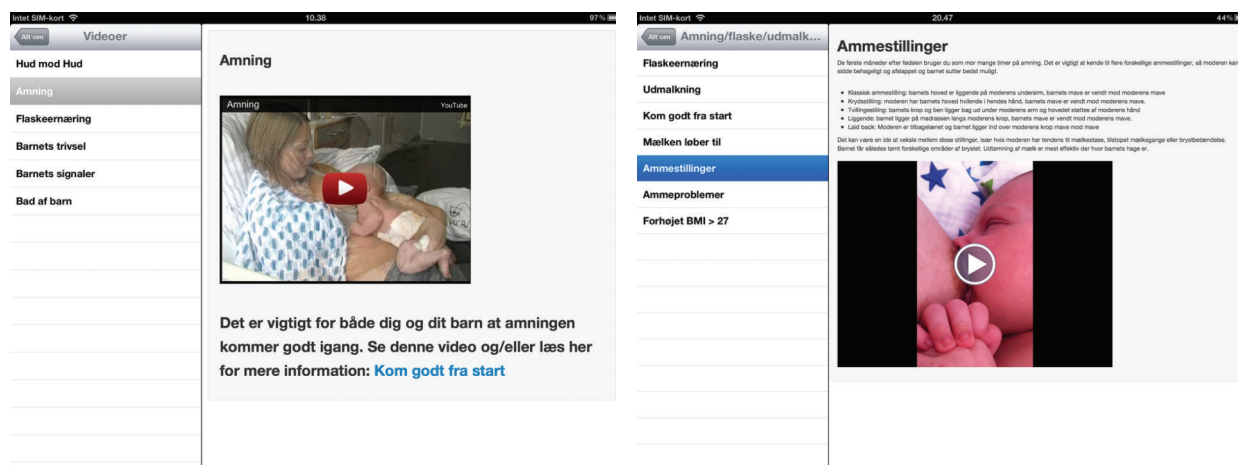 Intet SIM-kort
10.38
97%
Alt om
Videoer
Hud mod Hud
Amning
Flaskeernæring
Barnets trivsel
Barnets signaler
Bad af barn
Amning
Amning
YouTube
Det er vigtigt for både dig og dit barn at amningen
kommer godt igang. Se denne video og/eller læs her
for mere information: Kom godt fra start
Intet SIM-kort
20.47
44%
Alt om
Amning/flaske/udmalk...
Flaskeernæring
Udmalkning
Kom godt fra start
Mælken løber til
Ammestillinger
Ammeproblemer
Forhøjet BMI > 27
Ammestillinger
De første måneder efter fødslen bruger du som mor mange timer på amning. Det er vigtigt at kende til flere forskellige ammestillinger, så moderen kan
sidde behageligt og afslappet og barnet sutter bedst muligt.
• Klassisk ammestilling: barnets hoved er liggende på moderens underarm, barnets mave er vendt mod moderens mave
• Krydsstilling: moderen har barnets hoved hvilende i hendes hånd, barnets mave er vendt mod moderens mave.
• Tvillingestilling: barnets krop og ben ligger bag ud under moderens arm og hovedet støttes af moderens hånd
• Liggende: barnet ligger på madrassen langs moderens krop, barnets mave er vendt mod moderens mave.
• Laid back: Moderen er tilbagelænet og barnet ligger ind over moderens krop mave mod mave
Det kan være en ide at veksle mellem disse stillinger, især hvis moderen har tendens til mælkestase, tilstopet mælkegange eller brystbetændelse.
Barnet får således tømt forskellige områder af brystet. Udtømning af mælk er mest effektiv der hvor barnets hage er.